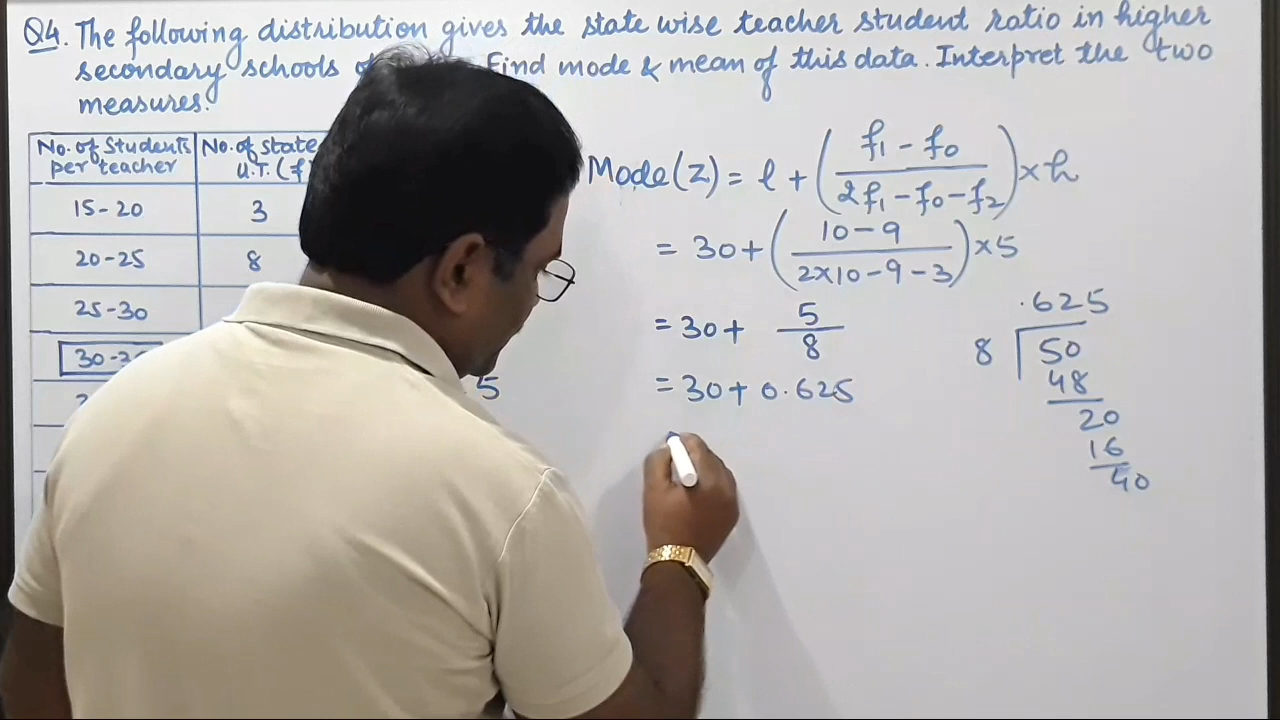 Q4. The following distribution gives the state wise teacher student ratio in higher
secondary schools Find mode & mean of this data. Interpret the two
measures.
No. of Students per teacher No. of state U.T. (f
15-20 3
20-25 8
25-30
30-
5
Mode(Z) = l + (f₁ - f₀ / 2f₁ - f₀ - f₂) × h
= 30 + (10 - 9 / 2×10 - 9 - 3) × 5
= 30 + 5/8
= 30 + 0.625
.625
8 50
48
20
16
40